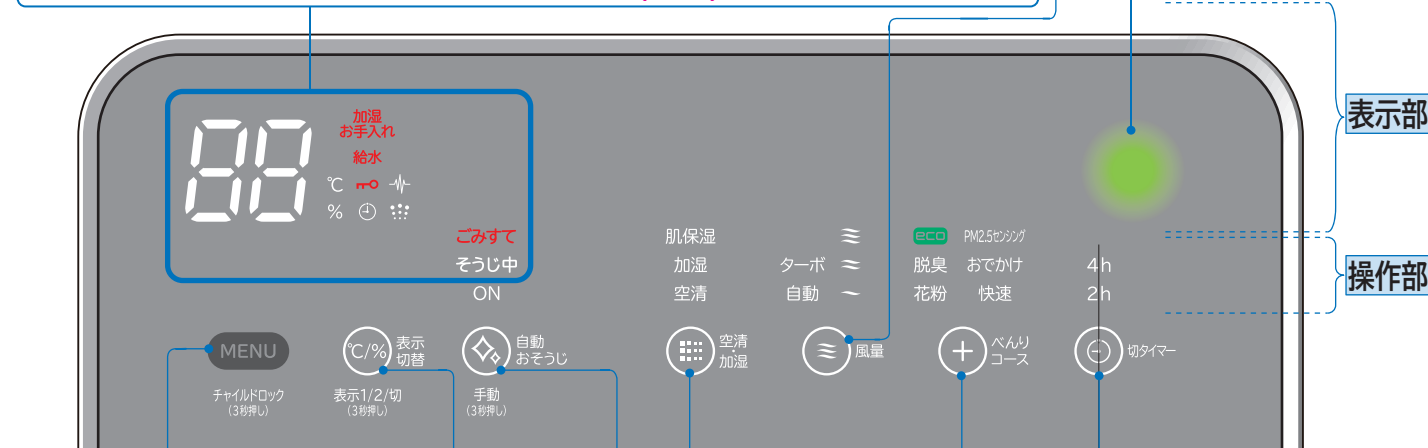 表示部
88
加湿
お手入れ
給水
℃
%
ごみすて
そうじ中
ON
肌保湿
加湿
空清
ターボ
自動
eco
PM2.5センシング
脱臭
おでかけ
花粉
快速
4h
2h
操作部
MENU
チャイルドロック
(3秒押し)
℃/%
表示
切替
表示1/2/切
(3秒押し)
自動
おそうじ
手動
(3秒押し)
空清
・
加湿
風量
べんり
コース
切タイマー